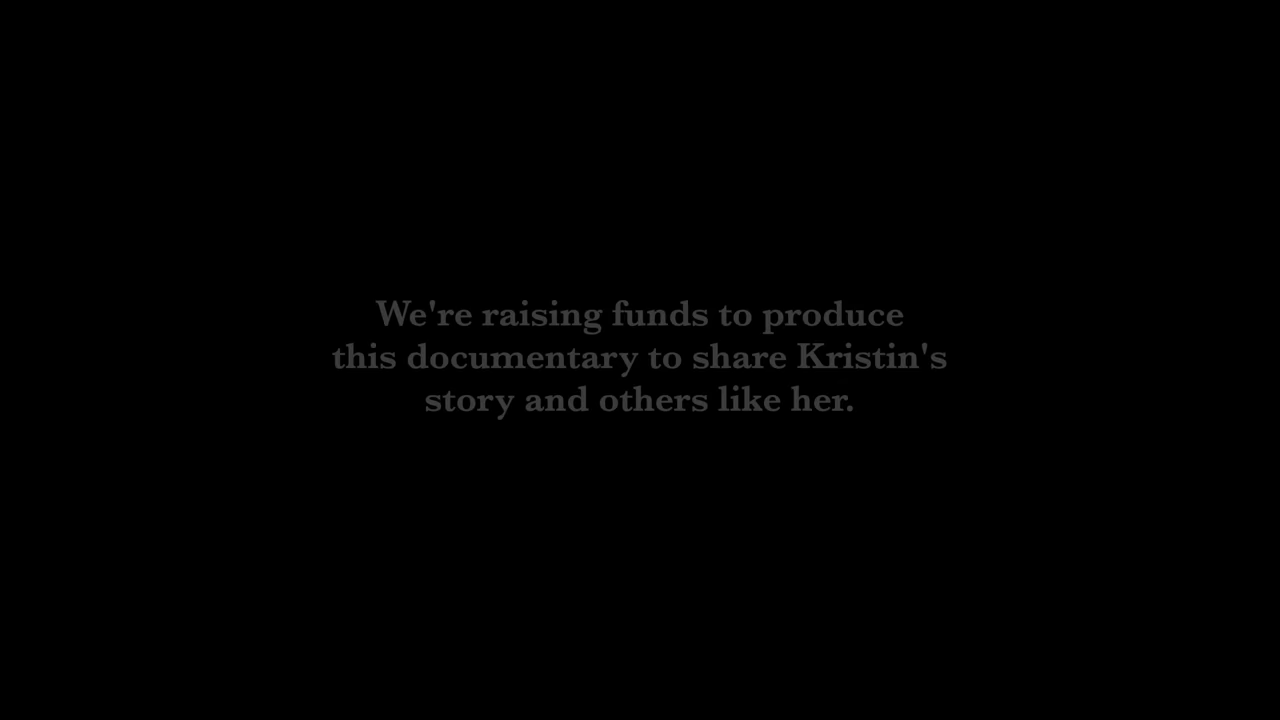 We're raising funds to produce
this documentary to share Kristin's
story and others like her.